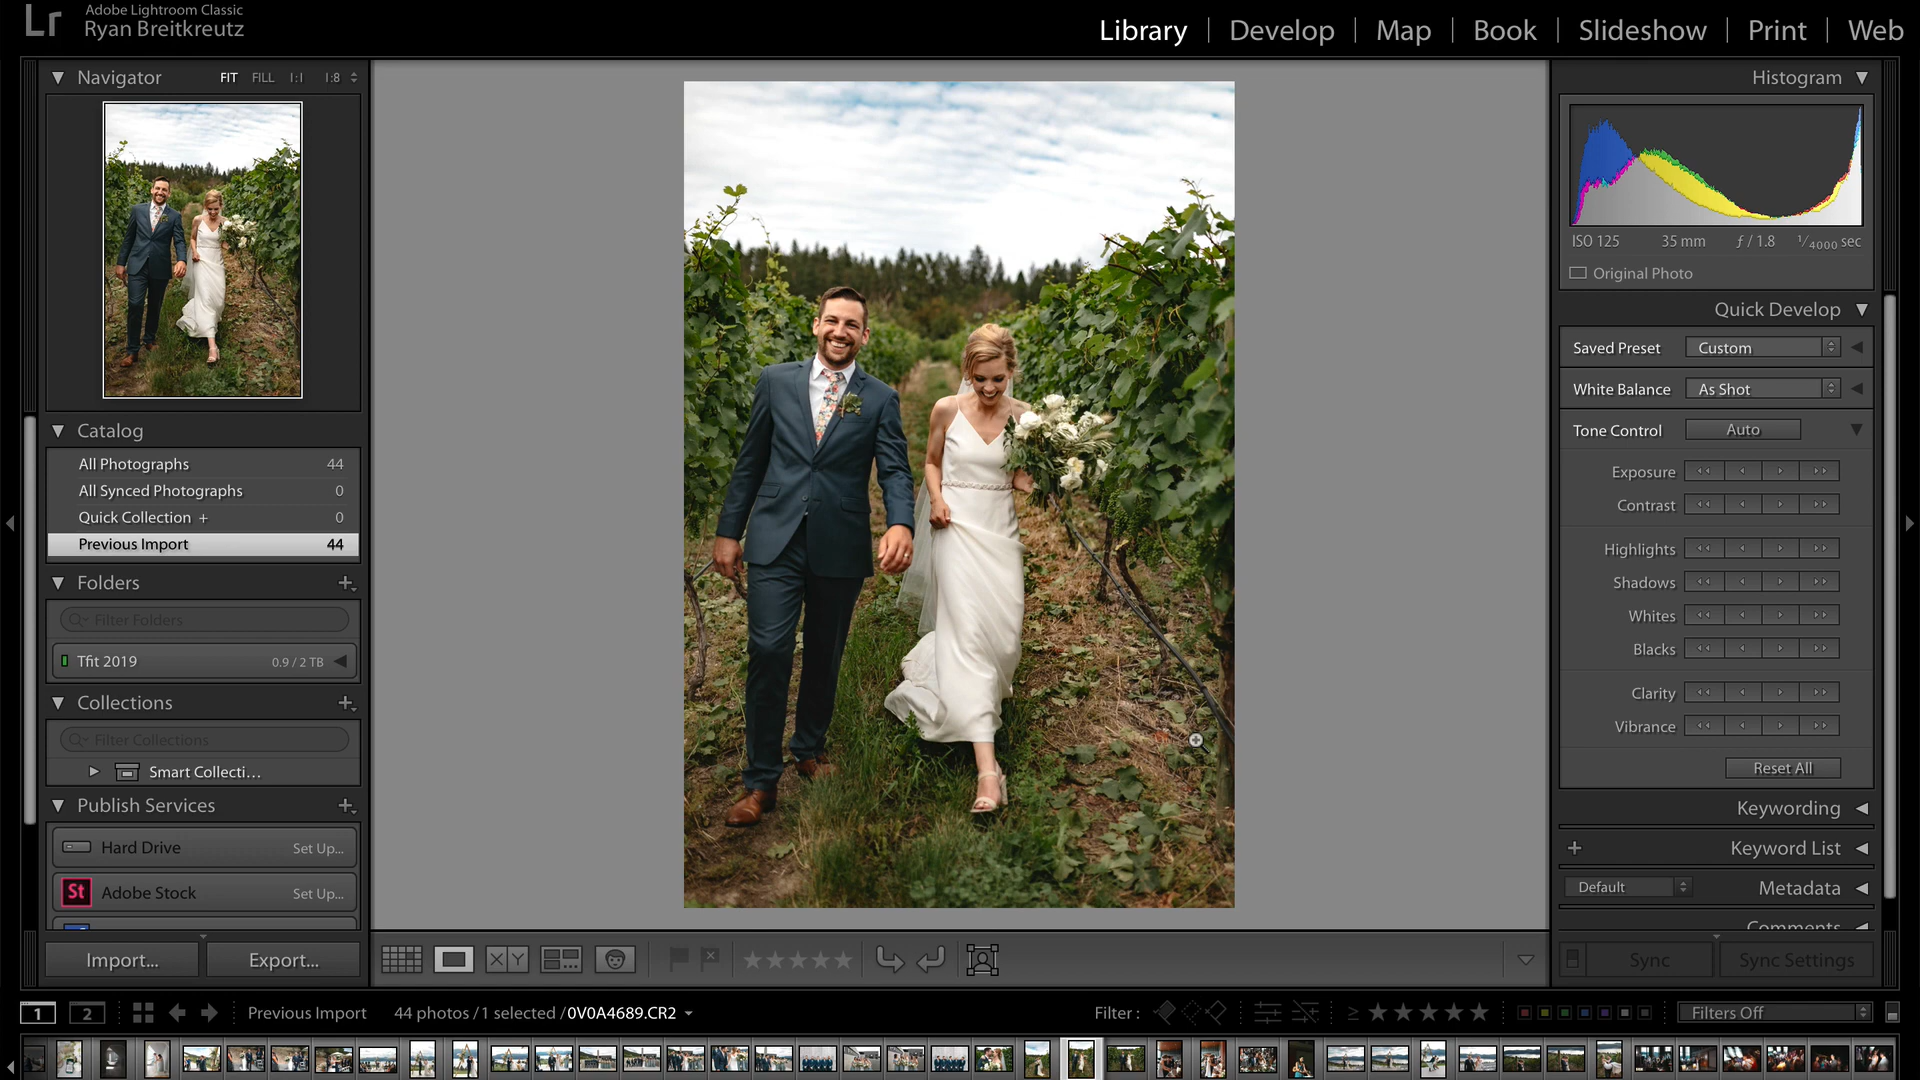 Lr
Adobe Lightroom Classic
Ryan Breitkreutz
Library | Develop | Map | Book | Slideshow | Print | Web
Navigator FIT FILL 1:1 1:8
Catalog
All Photographs 44
All Synced Photographs 0
Quick Collection + 0
Previous Import 44
Folders
Filter Folders
Tfit 2019 0.9 / 2 TB
Collections
Filter Collections
Smart Collecti...
Publish Services
Hard Drive Set Up...
St Adobe Stock Set Up...
Import... Export...
Histogram
ISO 125 35 mm ƒ / 1.8 1/4000 sec
Original Photo
Quick Develop
Saved Preset Custom
White Balance As Shot
Tone Control Auto
Exposure
Contrast
Highlights
Shadows
Whites
Blacks
Clarity
Vibrance
Reset All
Keywording
Keyword List
Default Metadata
Comments
Sync Sync Settings
X Y
1 2 Previous Import 44 photos / 1 selected / 0V0A4689.CR2 Filter : ≥ Filters Off